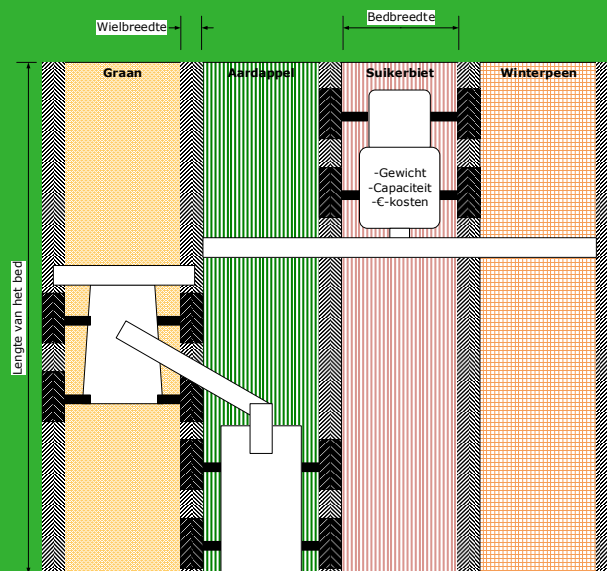 Bedbreedte
Wielbreedte
Graan
Aardappel
Suikerbiet
Winterpeen
-Gewicht
-Capaciteit
-€-kosten
Lengte van het bed